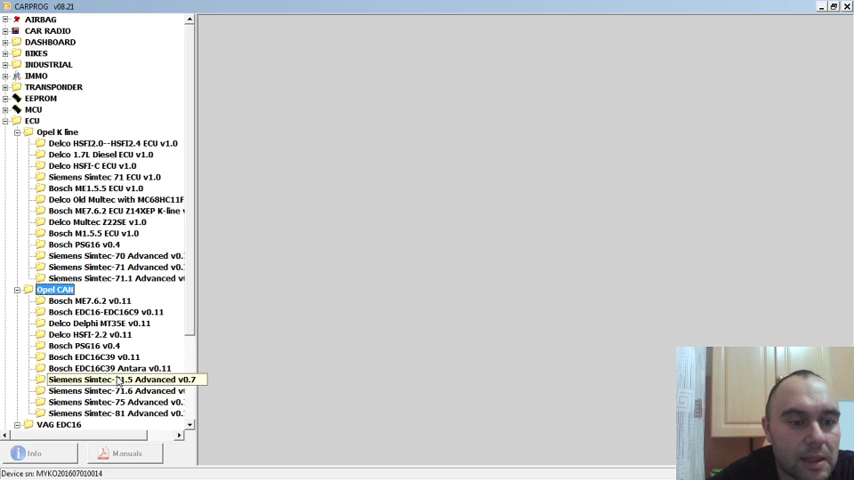 CARPROG v08.21
AIRBAG
CAR RADIO
DASHBOARD
BIKES
INDUSTRIAL
IMMO
TRANSPONDER
EEPROM
MCU
ECU
Opel K line
Delco HSFI2.0--HSFI2.4 ECU v1.0
Delco 1.7L Diesel ECU v1.0
Delco HSFI-C ECU v1.0
Siemens Simtec 71 ECU v1.0
Bosch ME1.5.5 ECU v1.0
Delco Old Multec with MC68HC11F
Bosch ME7.6.2 ECU Z14XEP K-line v
Delco Multec Z22SE v1.0
Bosch M1.5.5 ECU v1.0
Bosch PSG16 v0.4
Siemens Simtec-70 Advanced v0.
Siemens Simtec-71 Advanced v0.
Siemens Simtec-71.1 Advanced v
Opel CAN
Bosch ME7.6.2 v0.11
Bosch EDC16-EDC16C9 v0.11
Delco Delphi MT35E v0.11
Delco HSFI-2.2 v0.11
Bosch PSG16 v0.4
Bosch EDC16C39 v0.11
Bosch EDC16C39 Antara v0.11
Siemens Simtec-71.5 Advanced v0.7
Siemens Simtec-71.6 Advanced v
Siemens Simtec-75 Advanced v0.
Siemens Simtec-81 Advanced v0.
VAG EDC16
Info Manuals
Device sn: MYKO201607010014